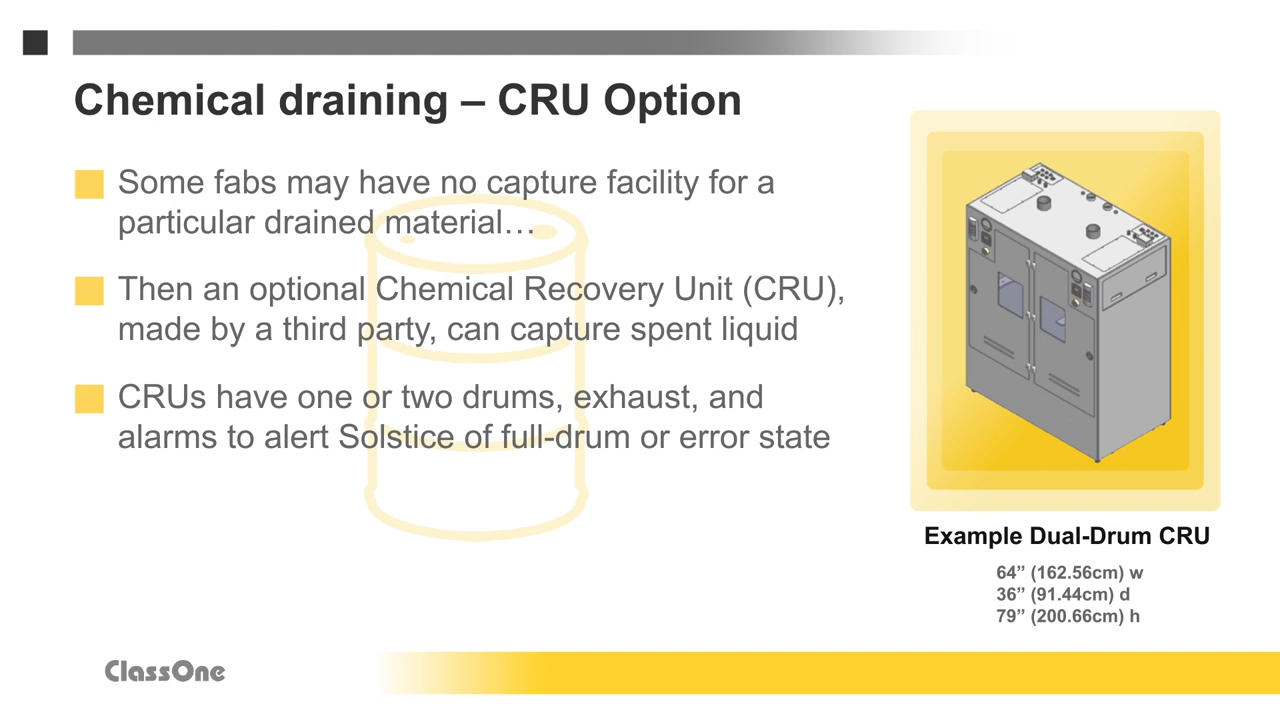 Chemical draining – CRU Option
Some fabs may have no capture facility for a
particular drained material…
Then an optional Chemical Recovery Unit (CRU),
made by a third party, can capture spent liquid
CRUs have one or two drums, exhaust, and
alarms to alert Solstice of full-drum or error state
Example Dual-Drum CRU
64” (162.56cm) w
36” (91.44cm) d
79” (200.66cm) h
ClassOne